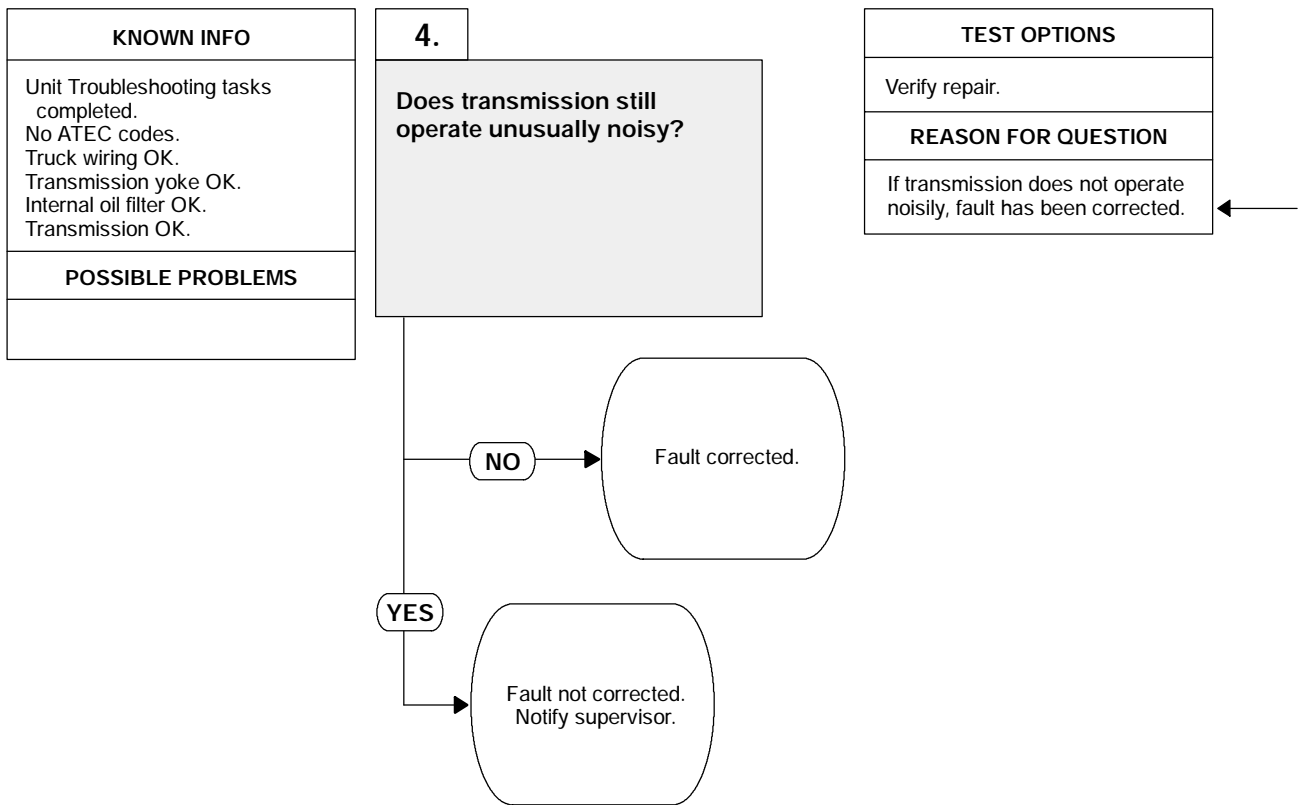 KNOWN INFO
Unit Troubleshooting tasks
completed.
No ATEC codes.
Truck wiring OK.
Transmission yoke OK.
Internal oil filter OK.
Transmission OK.
POSSIBLE PROBLEMS
4.
Does transmission still
operate unusually noisy?
TEST OPTIONS
Verify repair.
REASON FOR QUESTION
If transmission does not operate
noisily, fault has been corrected.
NO
Fault corrected.
YES
Fault not corrected.
Notify supervisor.